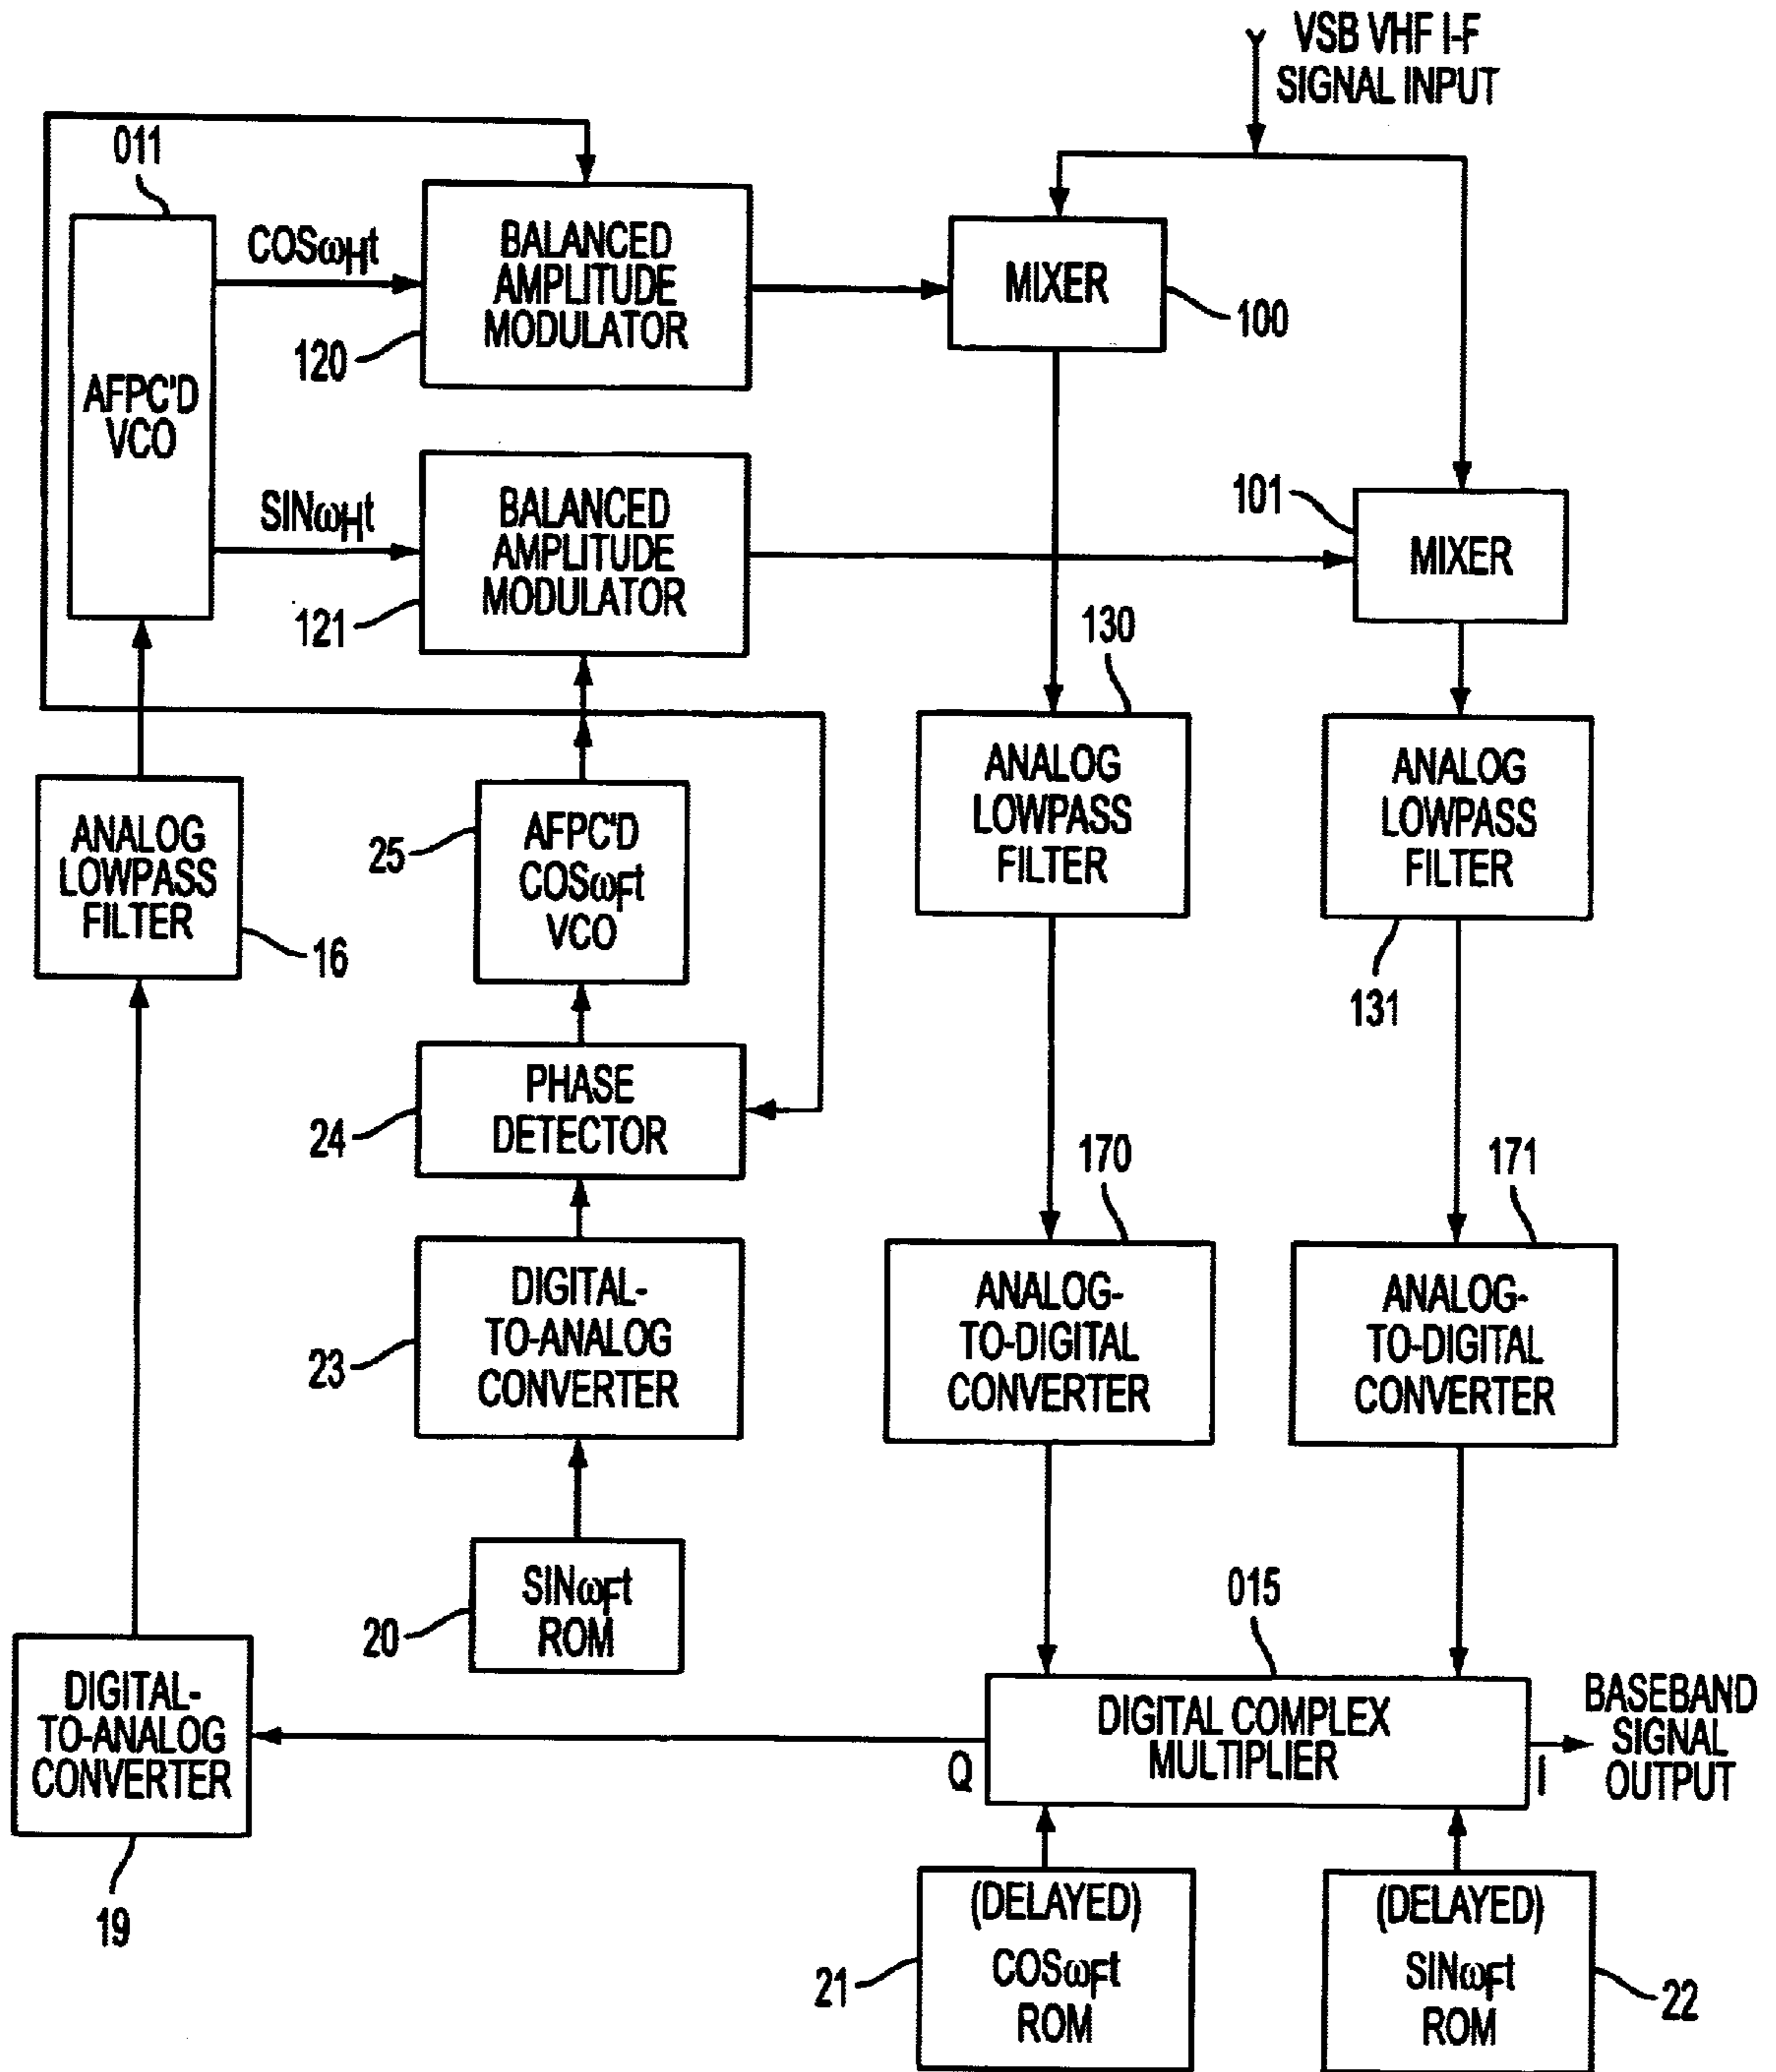 VSB VHF I-F
SIGNAL INPUT
011
COSωHt
BALANCED
AMPLITUDE
MODULATOR
120
MIXER
100
AFPC'D
VCO
SINωHt
BALANCED
AMPLITUDE
MODULATOR
121
101
MIXER
130
ANALOG
LOWPASS
FILTER
16
25
AFPC'D
COSωFt
VCO
ANALOG
LOWPASS
FILTER
ANALOG
LOWPASS
FILTER
131
24
PHASE
DETECTOR
170
171
23
DIGITAL-
TO-ANALOG
CONVERTER
ANALOG-
TO-DIGITAL
CONVERTER
ANALOG-
TO-DIGITAL
CONVERTER
20
SINωFt
ROM
015
DIGITAL-
TO-ANALOG
CONVERTER
19
Q
DIGITAL COMPLEX
MULTIPLIER
I
BASEBAND
SIGNAL
OUTPUT
21
(DELAYED)
COSωFt
ROM
(DELAYED)
SINωFt
ROM
22